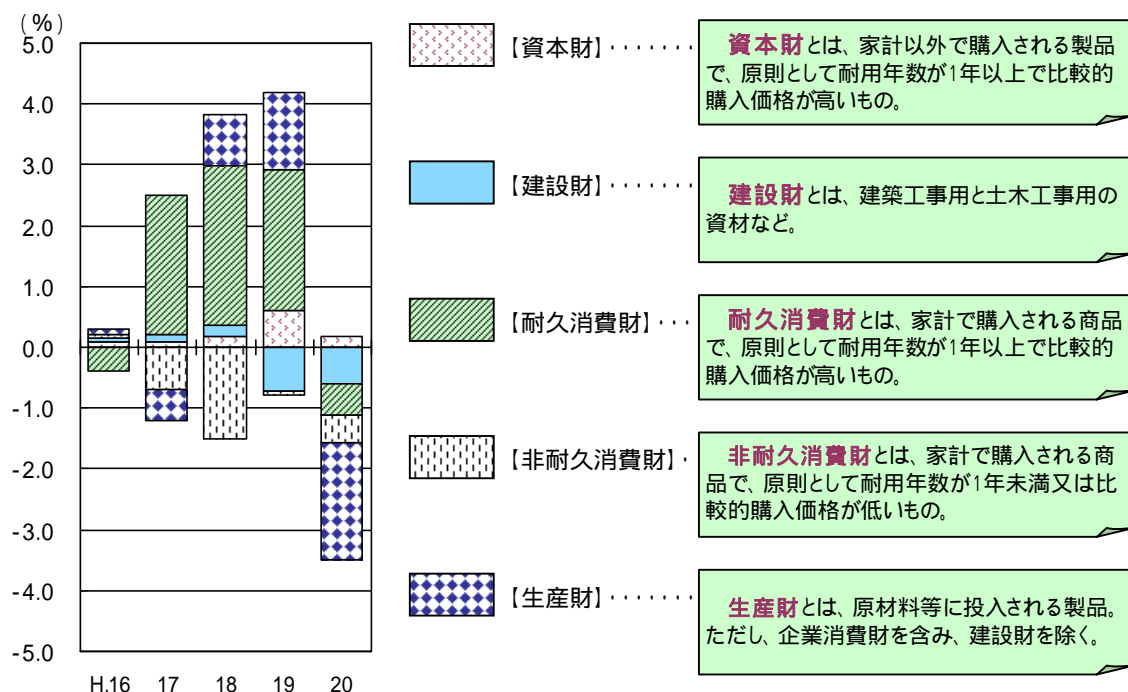 (%)
5.0
4.0
3.0
2.0
1.0
0.0
-1.0
-2.0
-3.0
-4.0
-5.0
H.16 17 18 19 20
【資本財】・・・・・・・
資本財とは、家計以外で購入される製品
で、原則として耐用年数が1年以上で比較的
購入価格が高いもの。
【建設財】・・・・・・・
建設財とは、建築工事用と土木工事用の
資材など。
【耐久消費財】・・・
耐久消費財とは、家計で購入される商品
で、原則として耐用年数が1年以上で比較的
購入価格が高いもの。
【非耐久消費財】・
非耐久消費財とは、家計で購入される商
品で、原則として耐用年数が1年未満又は比
較的購入価格が低いもの。
【生産財】・・・・・・・
生産財とは、原材料等に投入される製品。
ただし、企業消費財を含み、建設財を除く。